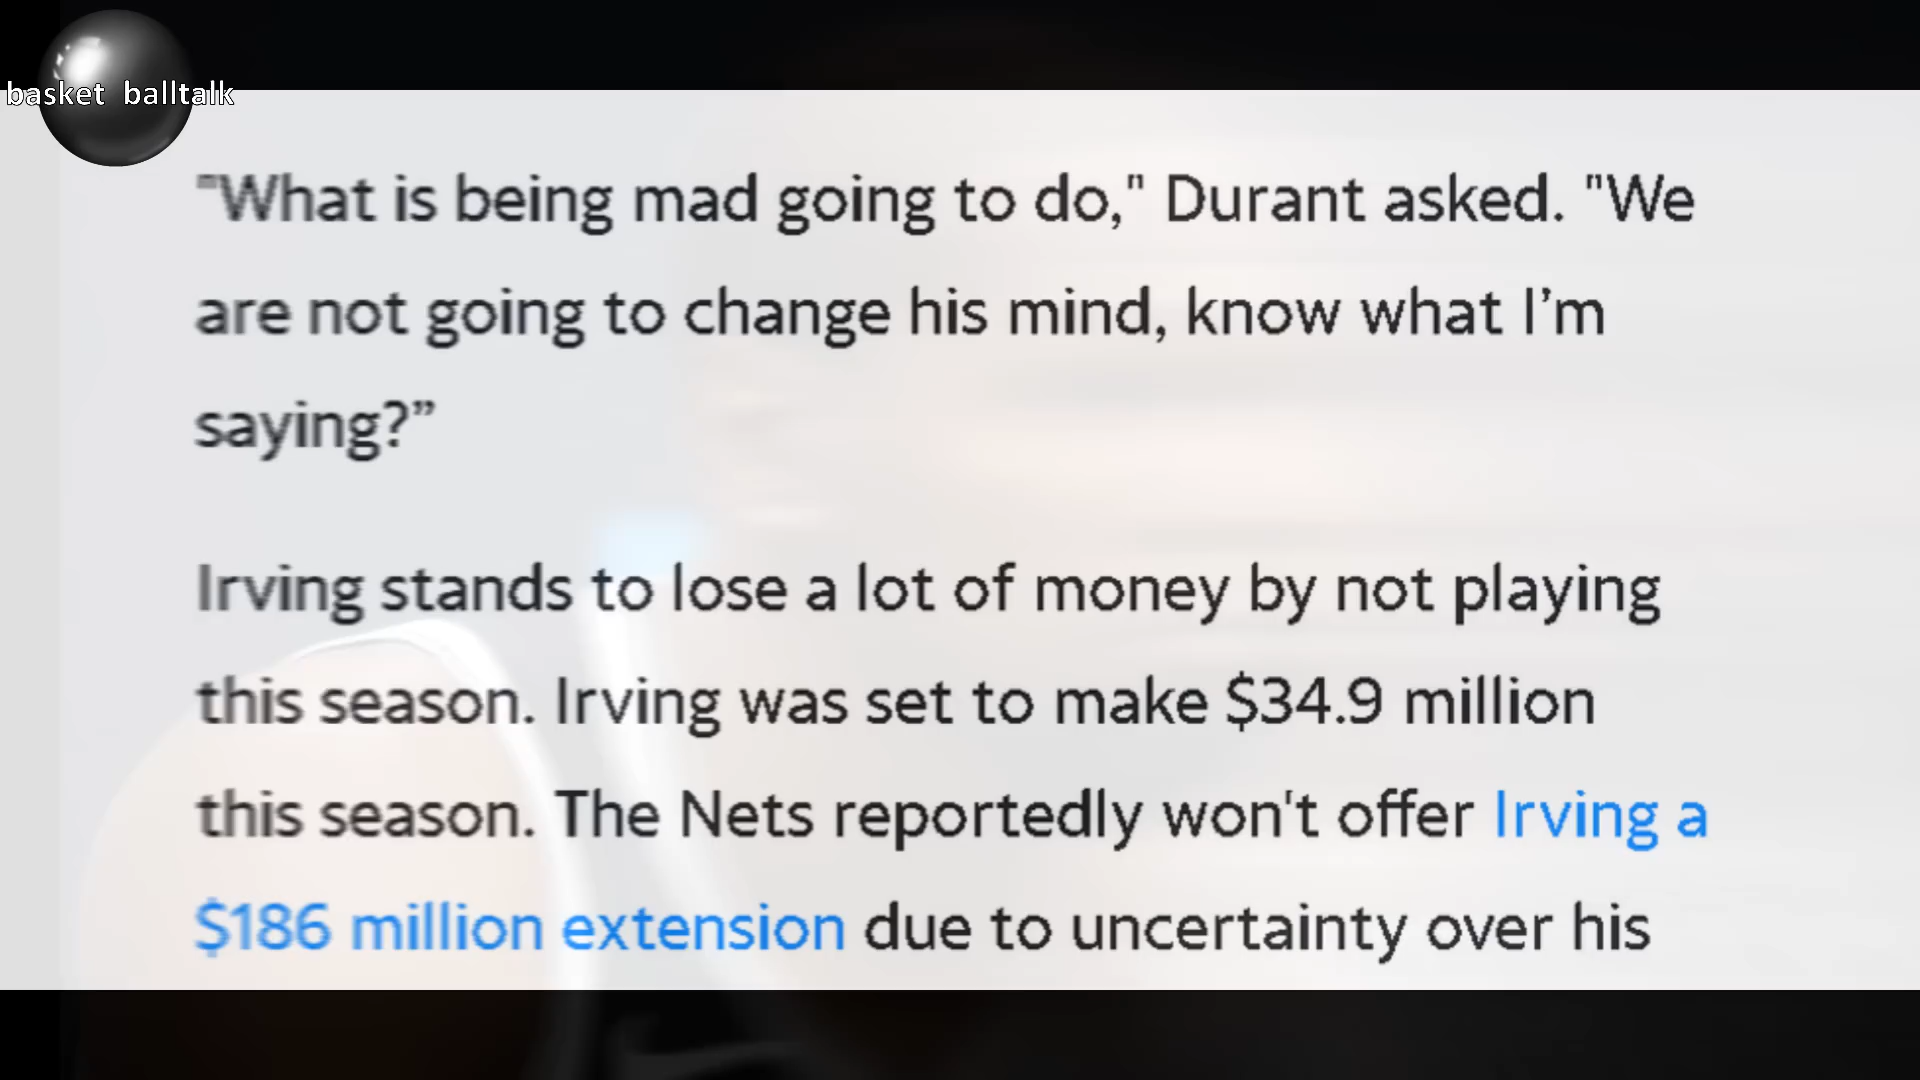 basket balltalk
"What is being mad going to do," Durant asked. "We
are not going to change his mind, know what I’m
saying?”
Irving stands to lose a lot of money by not playing
this season. Irving was set to make $34.9 million
this season. The Nets reportedly won't offer Irving a
$186 million extension due to uncertainty over his